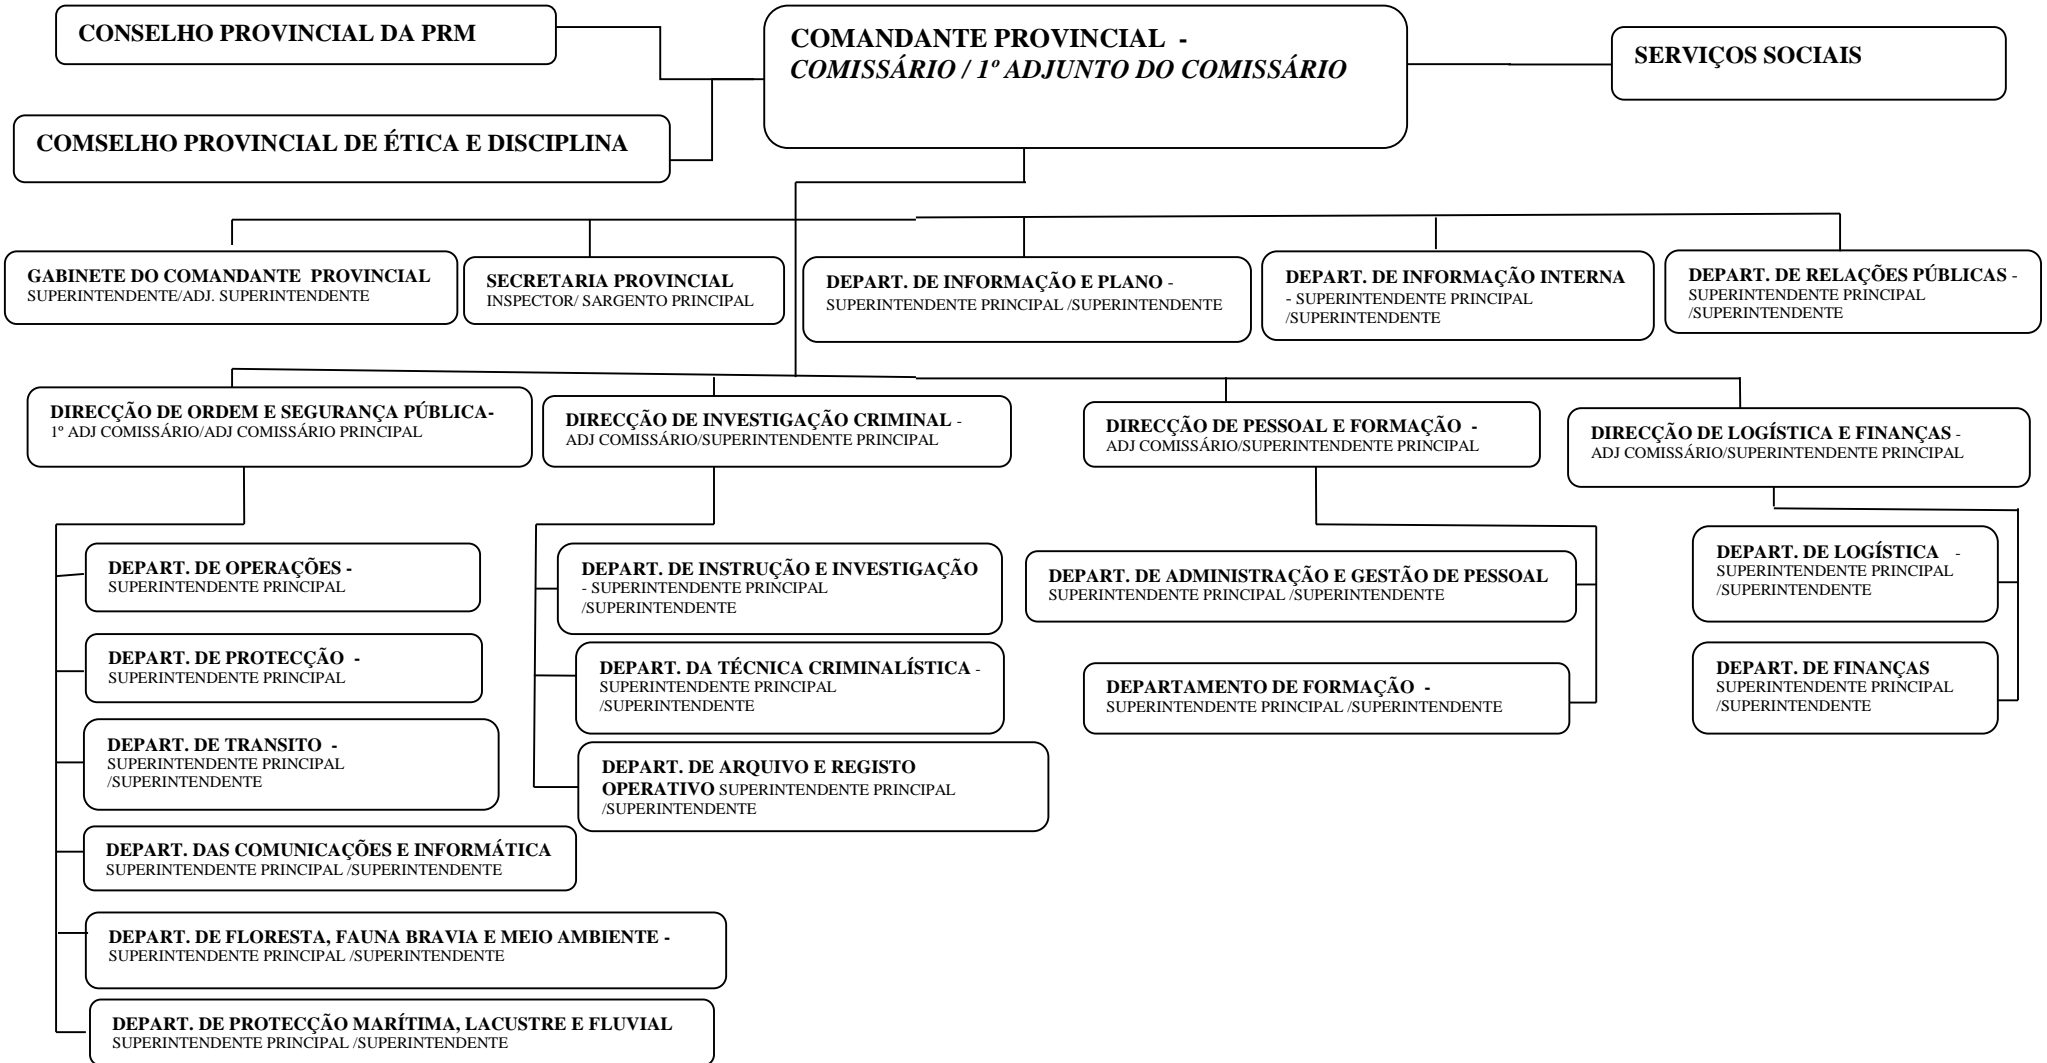 CONSELHO PROVINCIAL DA PRM
COMANDANTE PROVINCIAL -
COMISSÁRIO / 1º ADJUNTO DO COMISSÁRIO
SERVIÇOS SOCIAIS
COMSELHO PROVINCIAL DE ÉTICA E DISCIPLINA
GABINETE DO COMANDANTE PROVINCIAL
SUPERINTENDENTE/ADJ. SUPERINTENDENTE
SECRETARIA PROVINCIAL
INSPECTOR/ SARGENTO PRINCIPAL
DEPART. DE INFORMAÇÃO E PLANO -
SUPERINTENDENTE PRINCIPAL /SUPERINTENDENTE
DEPART. DE INFORMAÇÃO INTERNA
- SUPERINTENDENTE PRINCIPAL
/SUPERINTENDENTE
DEPART. DE RELAÇÕES PÚBLICAS -
SUPERINTENDENTE PRINCIPAL
/SUPERINTENDENTE
DIRECÇÃO DE ORDEM E SEGURANÇA PÚBLICA-
1º ADJ COMISSÁRIO/ADJ COMISSÁRIO PRINCIPAL
DIRECÇÃO DE INVESTIGAÇÃO CRIMINAL -
ADJ COMISSÁRIO/SUPERINTENDENTE PRINCIPAL
DIRECÇÃO DE PESSOAL E FORMAÇÃO -
ADJ COMISSÁRIO/SUPERINTENDENTE PRINCIPAL
DIRECÇÃO DE LOGÍSTICA E FINANÇAS -
ADJ COMISSÁRIO/SUPERINTENDENTE PRINCIPAL
DEPART. DE OPERAÇÕES -
SUPERINTENDENTE PRINCIPAL
DEPART. DE PROTECÇÃO -
SUPERINTENDENTE PRINCIPAL
DEPART. DE TRANSITO -
SUPERINTENDENTE PRINCIPAL
/SUPERINTENDENTE
DEPART. DAS COMUNICAÇÕES E INFORMÁTICA
SUPERINTENDENTE PRINCIPAL /SUPERINTENDENTE
DEPART. DE FLORESTA, FAUNA BRAVIA E MEIO AMBIENTE -
SUPERINTENDENTE PRINCIPAL /SUPERINTENDENTE
DEPART. DE PROTECÇÃO MARÍTIMA, LACUSTRE E FLUVIAL
SUPERINTENDENTE PRINCIPAL /SUPERINTENDENTE
DEPART. DE INSTRUÇÃO E INVESTIGAÇÃO
- SUPERINTENDENTE PRINCIPAL
/SUPERINTENDENTE
DEPART. DA TÉCNICA CRIMINALÍSTICA -
SUPERINTENDENTE PRINCIPAL
/SUPERINTENDENTE
DEPART. DE ARQUIVO E REGISTO
OPERATIVO SUPERINTENDENTE PRINCIPAL
/SUPERINTENDENTE
DEPART. DE ADMINISTRAÇÃO E GESTÃO DE PESSOAL
SUPERINTENDENTE PRINCIPAL /SUPERINTENDENTE
DEPARTAMENTO DE FORMAÇÃO -
SUPERINTENDENTE PRINCIPAL /SUPERINTENDENTE
DEPART. DE LOGÍSTICA -
SUPERINTENDENTE PRINCIPAL
/SUPERINTENDENTE
DEPART. DE FINANÇAS
SUPERINTENDENTE PRINCIPAL
/SUPERINTENDENTE